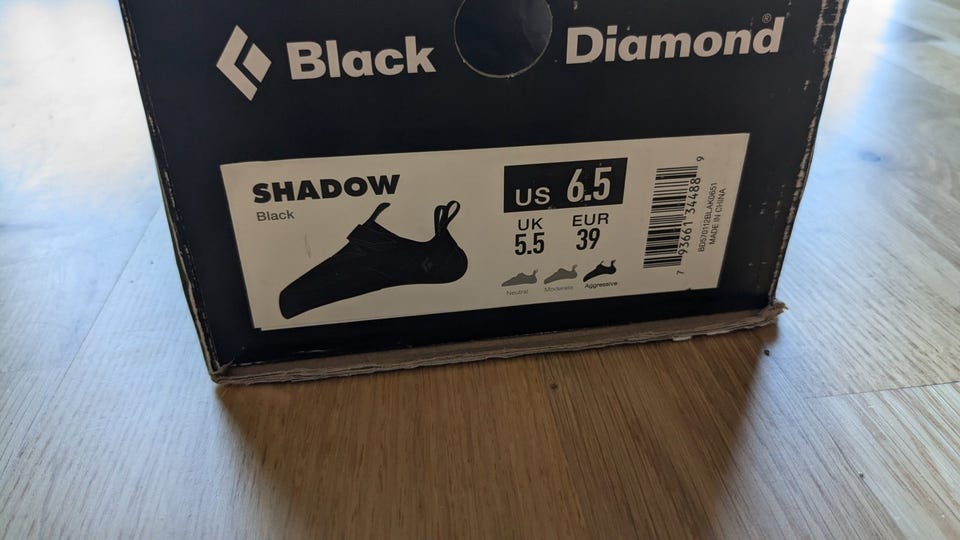 Black Diamond®
SHADOW
Black
US 6.5
UK EUR
5.5 39
Neutral Moderate Aggressive
7 93661 34488 9
BD570112BLAK0651
MADE IN CHINA